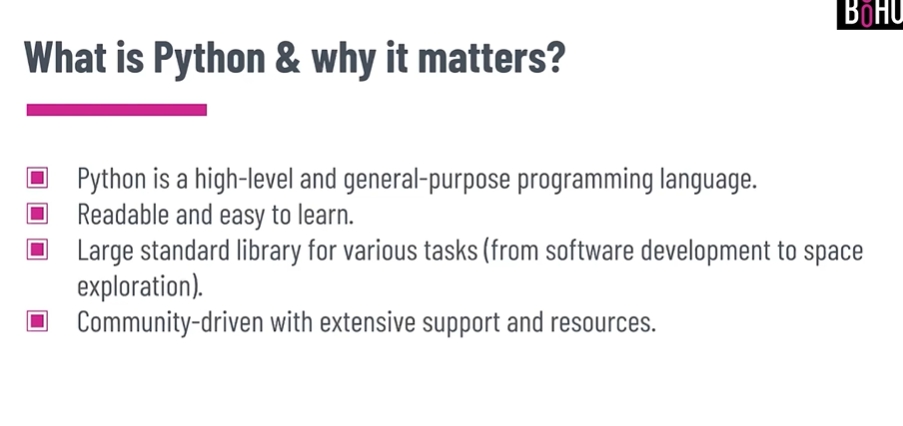 BOHU
What is Python & why it matters?
Python is a high-level and general-purpose programming language.
Readable and easy to learn.
Large standard library for various tasks (from software development to space
exploration).
Community-driven with extensive support and resources.